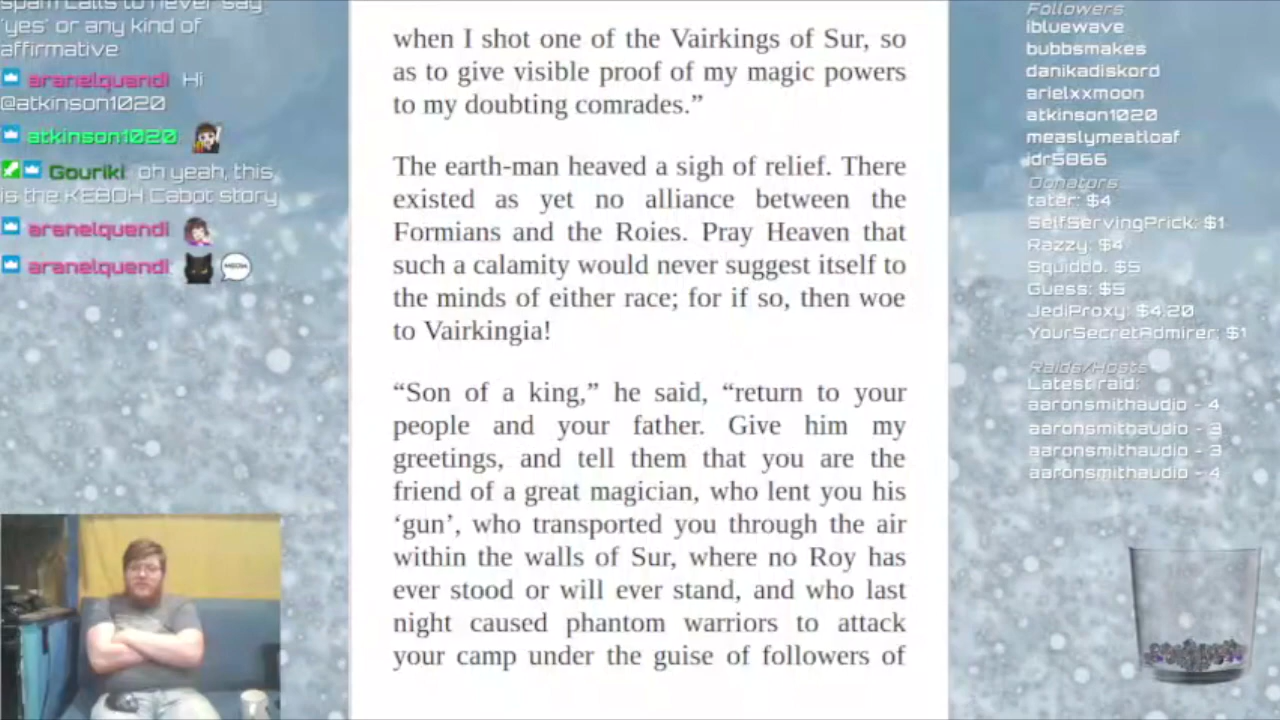 spam calls to never say
'yes' or any kind of
affirmative
aranelquendi Hi
@atkinson1020
atkinson1020
Gouriki: oh yeah, this
is the KEBOH Cabot story
aranelquendi
aranelquendi
when I shot one of the Vairkings of Sur, so
as to give visible proof of my magic powers
to my doubting comrades.”
The earth-man heaved a sigh of relief. There
existed as yet no alliance between the
Formians and the Roies. Pray Heaven that
such a calamity would never suggest itself to
the minds of either race; for if so, then woe
to Vairkingia!
“Son of a king,” he said, “return to your
people and your father. Give him my
greetings, and tell them that you are the
friend of a great magician, who lent you his
‘gun’, who transported you through the air
within the walls of Sur, where no Roy has
ever stood or will ever stand, and who last
night caused phantom warriors to attack
your camp under the guise of followers of
Followers
ibluewave
bubbsmakes
danikadiskord
arielxxmoon
atkinson1020
measlymeatloaf
jdr5866
Donators
tater: $4
SelfServingPrick: $1
Razzy: $4
Squidbo: $5
Guess: $5
JediProxy: $4.20
YourSecretAdmirer: $1
Raids/Hosts
Latest raid:
aaronsmithaudio - 4
aaronsmithaudio - 3
aaronsmithaudio - 3
aaronsmithaudio - 4